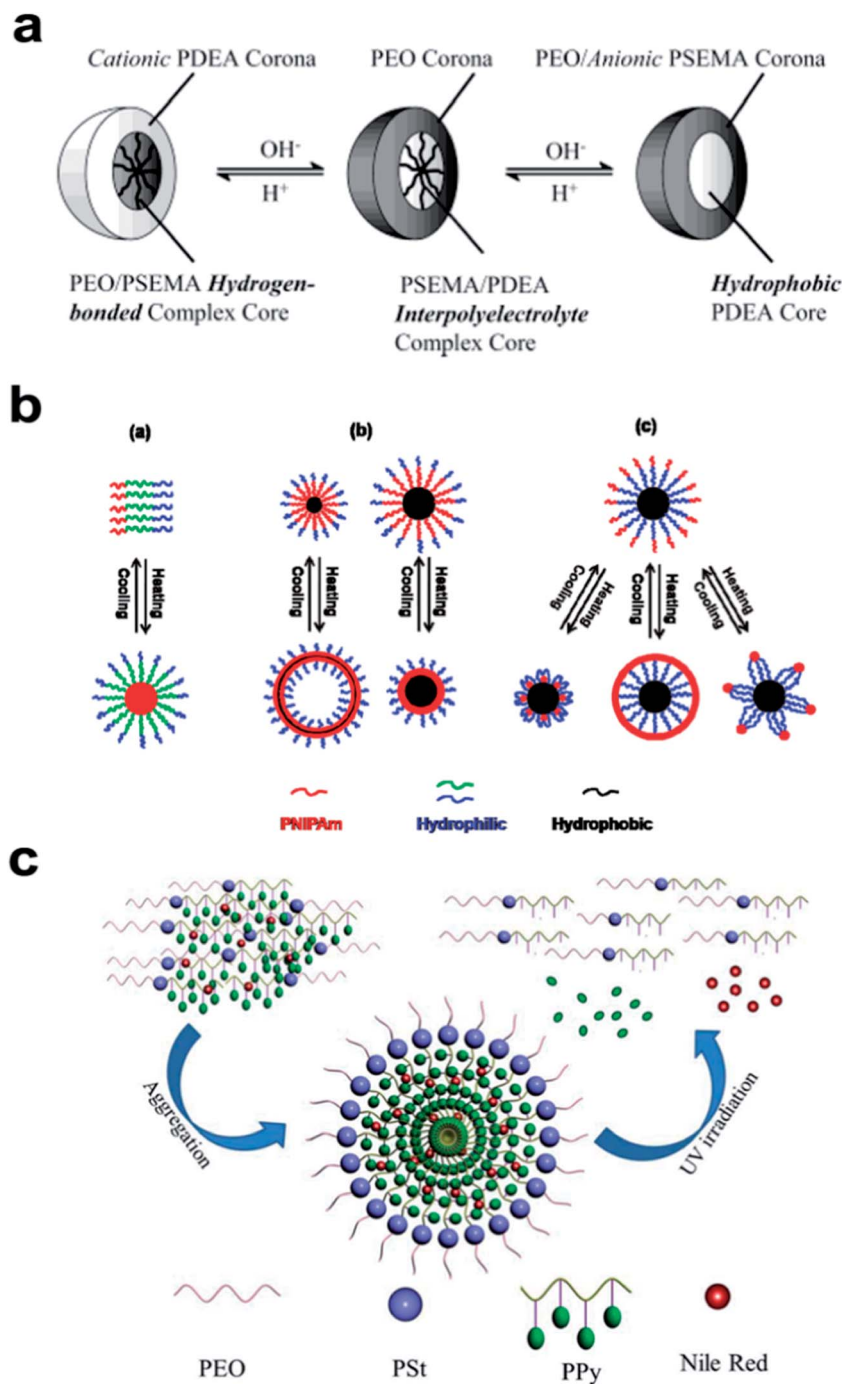 a
Cationic PDEA Corona
PEO Corona
PEO/Anionic PSEMA Corona
OH-
H+
OH-
H+
PEO/PSEMA Hydrogen-
bonded Complex Core
PSEMA/PDEA
Interpolyelectrolyte
Complex Core
Hydrophobic
PDEA Core
b
(a)
(b)
(c)
Cooling
Heating
Cooling
Heating
Cooling
Heating
Cooling
Heating
Cooling
Heating
Heating
Cooling
PNIPAm
Hydrophilic
Hydrophobic
c
Aggregation
UV irradiation
PEO
PSt
PPy
Nile Red